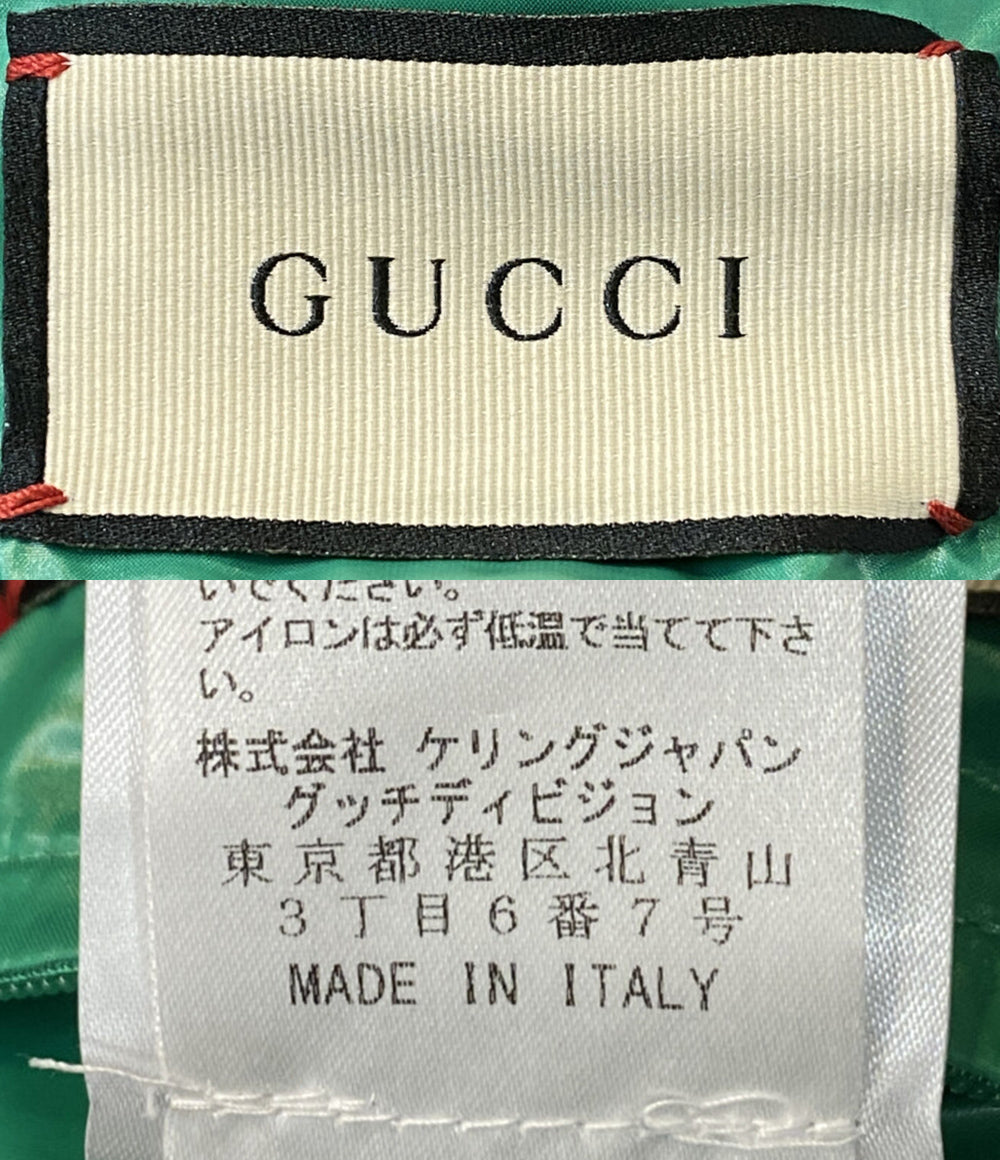 GUCCI
いでください。
アイロンは必ず低温で当てて下さ
い。
株式会社 ケリングジャパン
グッチディビジョン
東京都港区北青山
3丁目6番7号
MADE IN ITALY